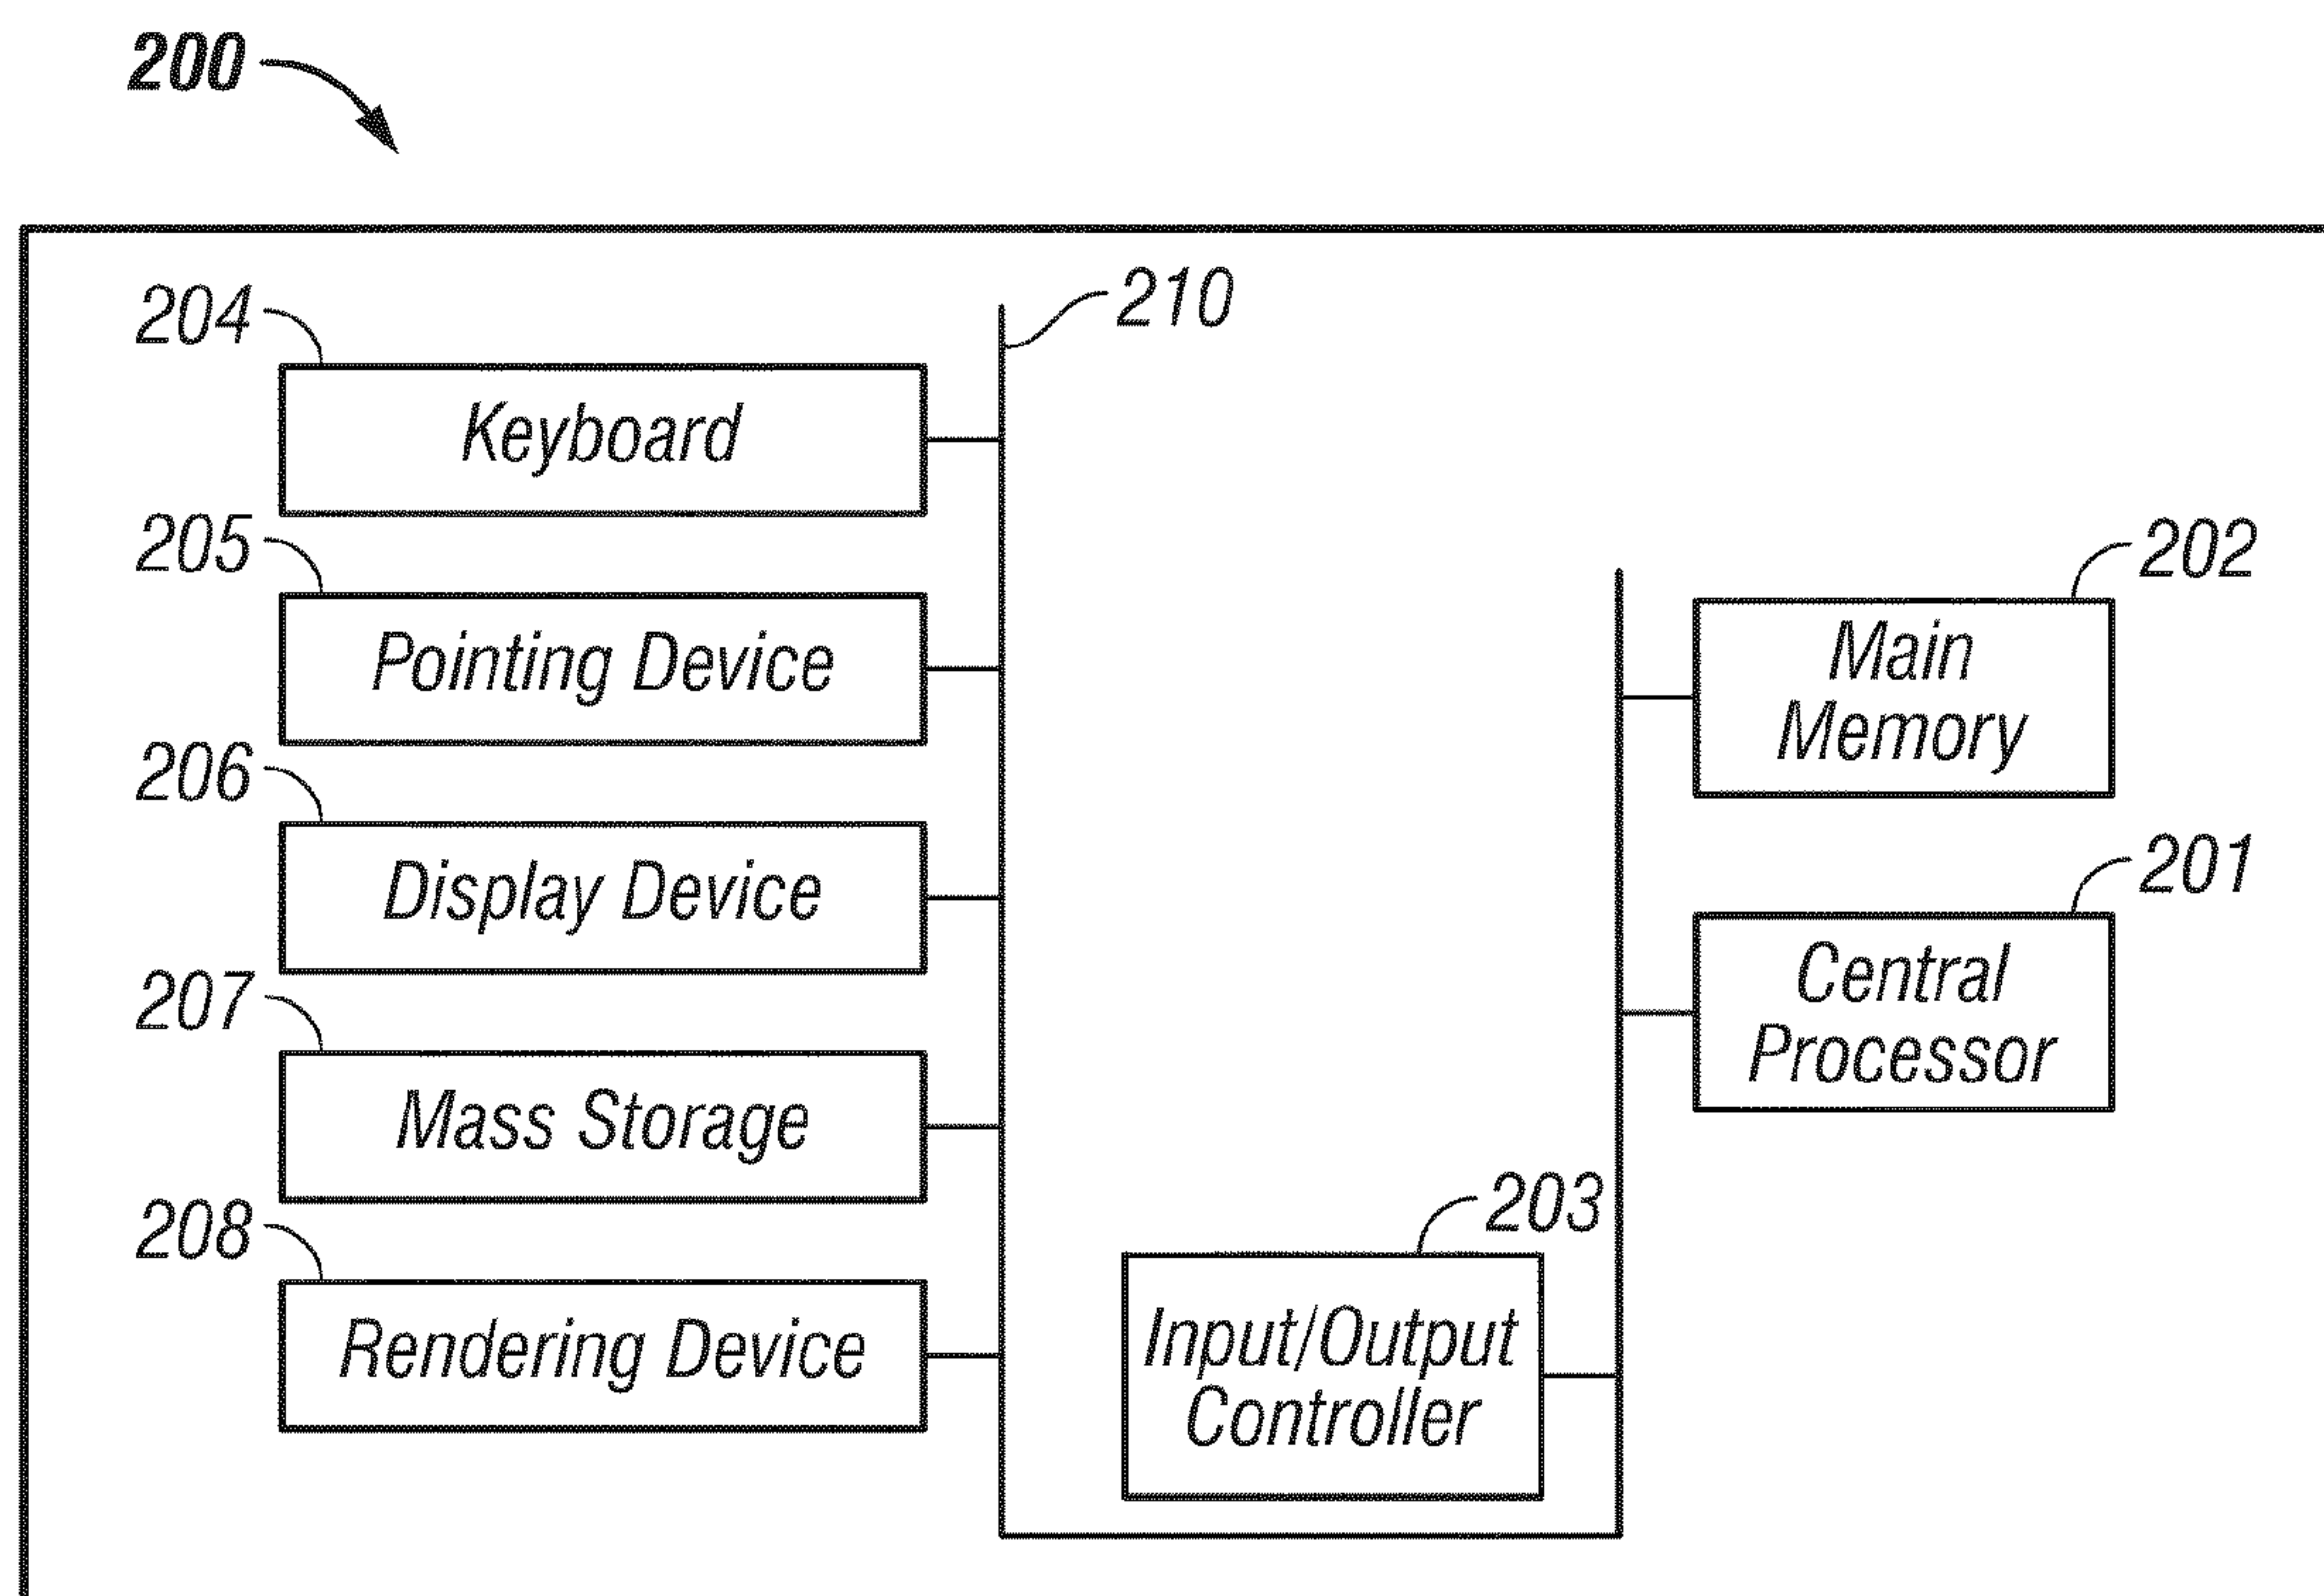 200
210
204
Keyboard
205
Pointing Device
206
Display Device
207
Mass Storage
208
Rendering Device
202
Main
Memory
201
Central
Processor
203
Input/Output
Controller